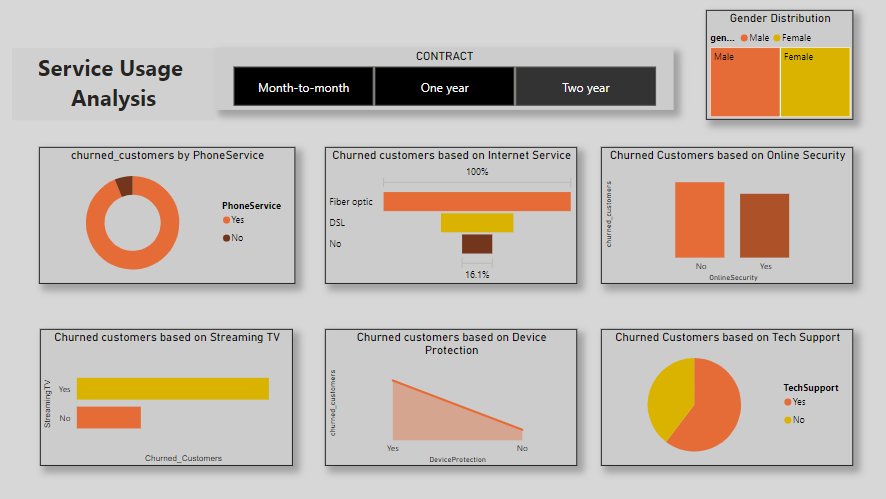 Service Usage
Analysis
CONTRACT
Month-to-month
One year
Two year
Gender Distribution
gen... Male Female
Male
Female
churned_customers by PhoneService
PhoneService
Yes
No
Churned customers based on Internet Service
100%
Fiber optic
DSL
No
16.1%
Churned Customers based on Online Security
churned_customers
No
Yes
OnlineSecurity
Churned customers based on Streaming TV
StreamingTV
Yes
No
Churned_Customers
Churned customers based on Device
Protection
churned_customers
Yes
No
DeviceProtection
Churned Customers based on Tech Support
TechSupport
Yes
No